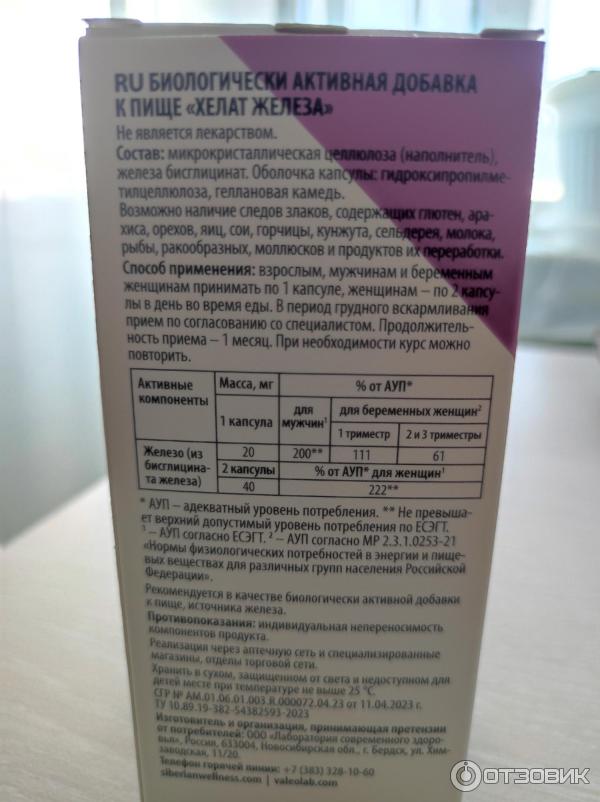 RU БИОЛОГИЧЕСКИ АКТИВНАЯ ДОБАВКА
К ПИЩЕ «ХЕЛАТ ЖЕЛЕЗА»
Не является лекарством.
Состав: микрокристаллическая целлюлоза (наполнитель),
железа бисглицинат. Оболочка капсулы: гидроксипропилме-
тилцеллюлоза, геллановая камедь.
Возможно наличие следов злаков, содержащих глютен, ара-
хиса, орехов, яиц, сои, горчицы, кунжута, сельдерея, молока,
рыбы, ракообразных, моллюсков и продуктов их переработки.
Способ применения: взрослым, мужчинам и беременным
женщинам принимать по 1 капсуле, женщинам – по 2 капсу-
лы в день во время еды. В период грудного вскармливания
прием по согласованию со специалистом. Продолжитель-
ность приема – 1 месяц. При необходимости курс можно
повторить.
Активные компоненты Масса, мг % от АУП*
1 капсула для мужчин¹ для беременных женщин²
1 триместр 2 и 3 триместры
Железо (из бисглицина-та железа) 20 200** 111 61
2 капсулы % от АУП* для женщин¹
40 222**
* АУП – адекватный уровень потребления. ** Не превыша-
ет верхний допустимый уровень потребления по ЕСЭГТ.
¹ – АУП согласно ЕСЭГТ. ² – АУП согласно МР 2.3.1.0253-21
«Нормы физиологических потребностей в энергии и пище-
вых веществах для различных групп населения Российской
Федерации».
Рекомендуется в качестве биологически активной добавки
к пище, источника железа.
Противопоказания: индивидуальная непереносимость
компонентов продукта.
Реализация через аптечную сеть и специализированные
магазины, отделы торговой сети.
Хранить в сухом, защищенном от света и недоступном для
детей месте при температуре не выше 25 °С.
СГР № AM.01.06.01.003.R.000072.04.23 от 11.04.2023 г.
ТУ 10.89.19-382-54382593-2023
Изготовитель и организация, принимающая претензии
от потребителей: ООО «Лаборатория современного здоро-
вья», Россия, 633004, Новосибирская обл., г. Бердск, ул. Хим-
заводская, 11/20.
Телефон горячей линии: +7 (383) 328-10-60
siberianwellness.com | valeolab.com
ОТЗОВИК